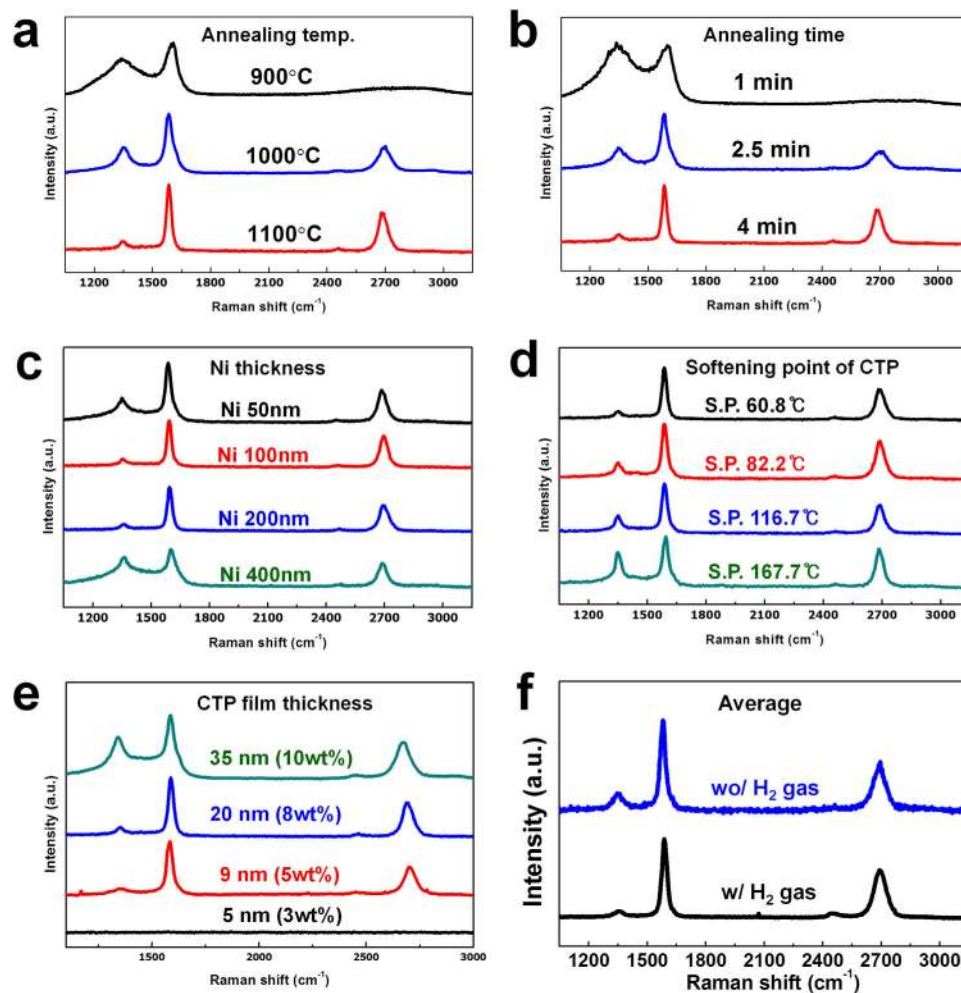 a
Annealing temp.
900°C
1000°C
1100°C
Intensity (a.u.)
1200 1500 1800 2100 2400 2700 3000
Raman shift (cm⁻¹)
b
Annealing time
1 min
2.5 min
4 min
Intensity (a.u.)
1200 1500 1800 2100 2400 2700 3000
Raman shift (cm⁻¹)
c
Ni thickness
Ni 50nm
Ni 100nm
Ni 200nm
Ni 400nm
Intensity (a.u.)
1200 1500 1800 2100 2400 2700 3000
Raman shift (cm⁻¹)
d
Softening point of CTP
S.P. 60.8℃
S.P. 82.2℃
S.P. 116.7℃
S.P. 167.7℃
Intensity (a.u.)
1200 1500 1800 2100 2400 2700 3000
Raman shift (cm⁻¹)
e
CTP film thickness
35 nm (10wt%)
20 nm (8wt%)
9 nm (5wt%)
5 nm (3wt%)
Intensity (a.u.)
1500 2000 2500 3000
Raman shift (cm⁻¹)
f
Average
wo/ H₂ gas
w/ H₂ gas
Intensity (a.u.)
1200 1500 1800 2100 2400 2700 3000
Raman shift (cm⁻¹)